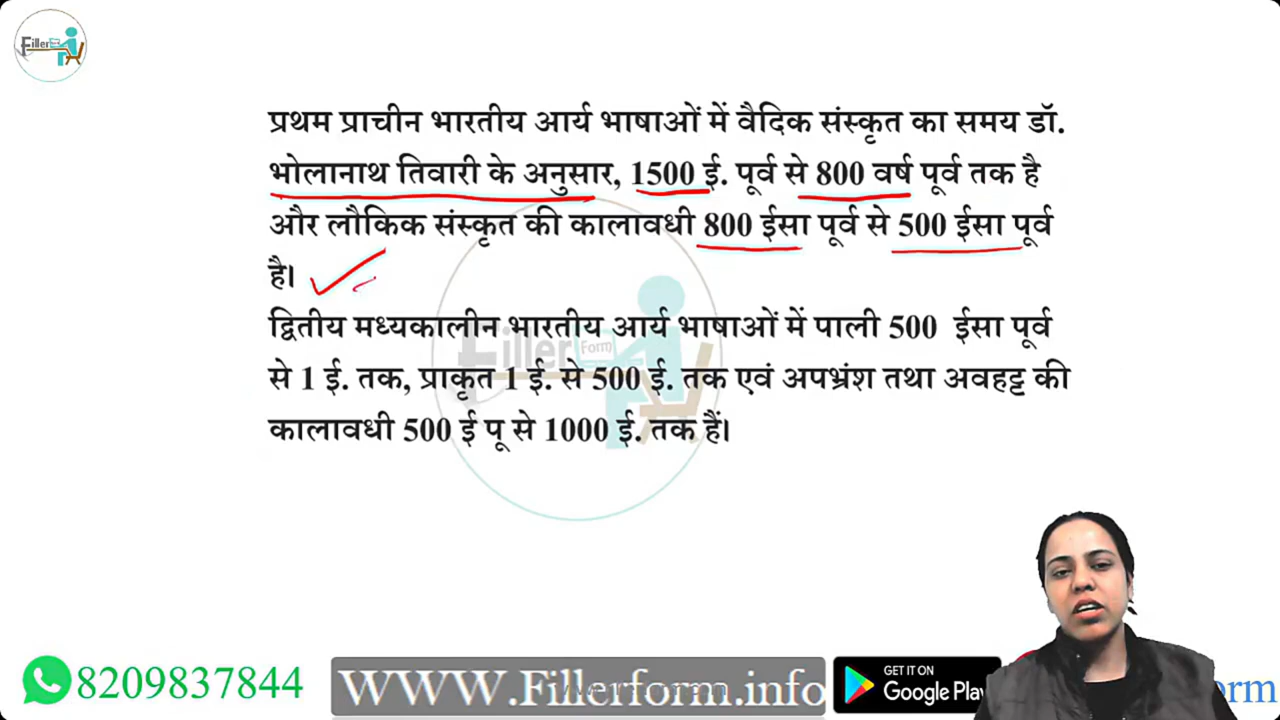 Fillerform
प्रथम प्राचीन भारतीय आर्य भाषाओं में वैदिक संस्कृत का समय डॉ.
भोलानाथ तिवारी के अनुसार, 1500 ई. पूर्व से 800 वर्ष पूर्व तक है
और लौकिक संस्कृत की कालावधी 800 ईसा पूर्व से 500 ईसा पूर्व
है।
द्वितीय मध्यकालीन भारतीय आर्य भाषाओं में पाली 500 ईसा पूर्व
से 1 ई. तक, प्राकृत 1 ई. से 500 ई. तक एवं अपभ्रंश तथा अवहट्ट की
कालावधी 500 ई पू से 1000 ई. तक हैं।
Filler Form
8209837844
WWW.Fillerform.info
GET IT ON
Google Play